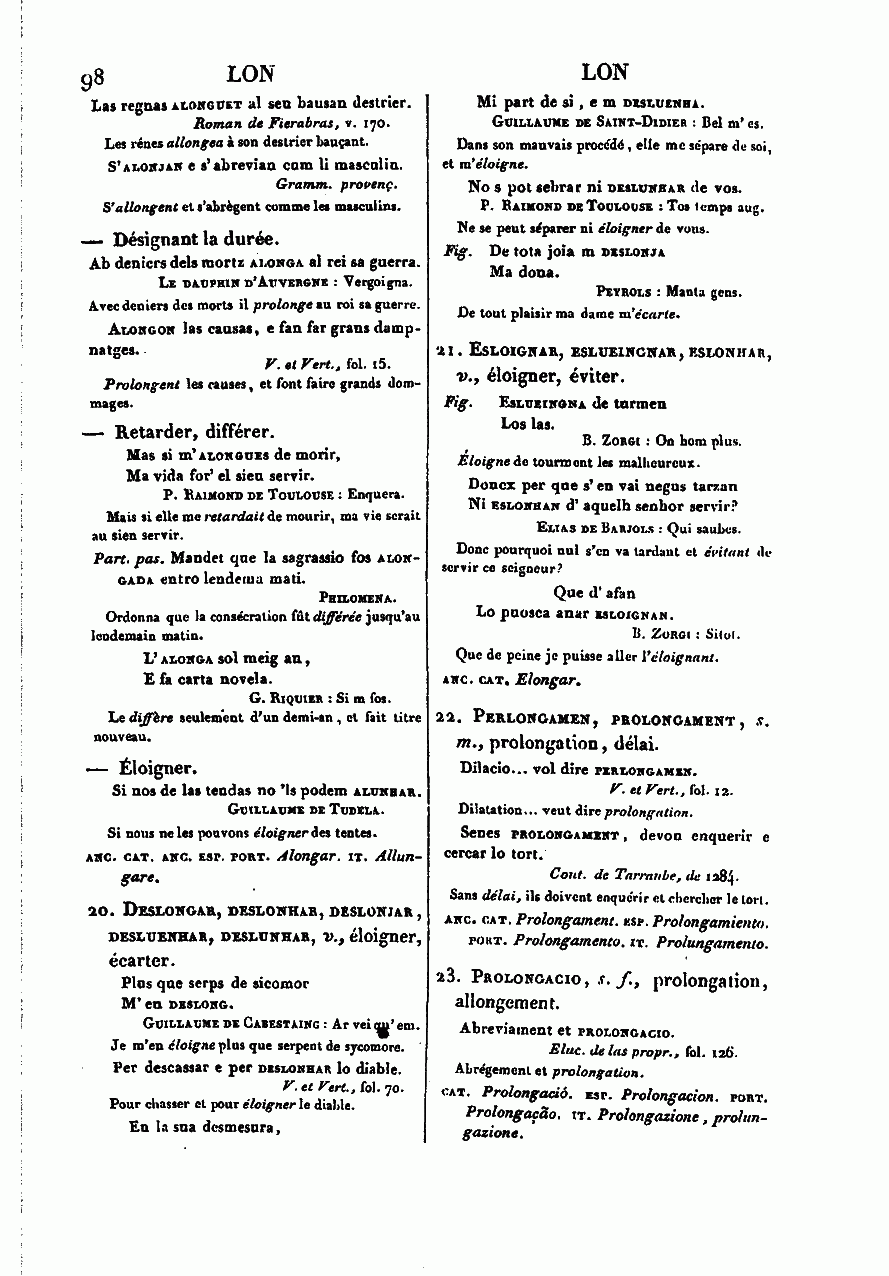 98 LON LON
Las regnas ALONGUET al seu bausan destrier.
Roman de Fierabras, v. 170.
Les rênes allongea à son destrier bauçant.
S'ALONJAN e s'abrevian com li masculin.
Gramm. provenç.
S'allongent et s'abrègent comme les masculins.
— Désignant la durée.
Ab deniers dels mortz ALONGA al rei sa guerra.
LE DAUPHIN D'AUVERGNE : Vergoigna.
Avec deniers des morts il prolonge au roi sa guerre.
ALONGON las causas, e fan far grans damp-
natges.
V. et Vert., fol. 15.
Prolongent les causes, et font faire grands dom-
mages.
— Retarder, différer.
Mas si m'ALONGUES de morir,
Ma vida for' el sieu servir.
P. RAIMOND DE TOULOUSE : Enquera.
Mais si elle me retardait de mourir, ma vie serait
au sien servir.
Part. pas. Mandet que la sagrassio fos ALON-
GADA entro lendema mati.
PHILOMENA.
Ordonna que la consécration fût différée jusqu'au
lendemain matin.
L'ALONGA sol meig an,
E fa carta novela.
G. RIQUIER : Si m fos.
Le diffère seulement d'un demi-an, et fait titre
nouveau.
— Éloigner.
Si nos de las tendas no 'ls podem ALUNHAR.
GUILLAUME DE TUDELA.
Si nous ne les pouvons éloigner des tentes.
ANC. CAT. ANC. ESP. PORT. Alongar. IT. Allun-
gare.
20. DESLONGAR, DESLONHAR, DESLONJAR,
DESLUENHAR, DESLUNHAR, v., éloigner,
écarter.
Plus que serps de sicomor
M'en DESLONG.
GUILLAUME DE CABESTAING : Ar vei qu'em.
Je m'en éloigne plus que serpent de sycomore.
Per descassar e per DESLONHAR lo diable.
V. et Vert., fol. 70.
Pour chasser et pour éloigner le diable.
En la sua desmesura,
Mi part de si, e m DESLUENHA.
GUILLAUME DE SAINT-DIDIER : Bel m'es.
Dans son mauvais procédé, elle me sépare de soi,
et m'éloigne.
No s pot sebrar ni DESLUNHAR de vos.
P. RAIMOND DE TOULOUSE : Tos temps aug.
Ne se peut séparer ni éloigner de vous.
Fig. De tota joia m DESLONJA
Ma dona.
PEYROLS : Manta gens.
De tout plaisir ma dame m'écarte.
21. ESLOIGNAR, ESLUEINGNAR, ESLONHAR,
v., éloigner, éviter.
Fig. ESLUEINGNA de turmen
Los las.
B. ZORGI : On hom plus.
Éloigne de tourment les malheureux.
Doncx per que s'en vai negus tarzan
Ni ESLONHAN d'aquelh senhor servir?
ELIAS DE BARJOLS : Qui saubes.
Donc pourquoi nul s'en va tardant et évitant de
servir ce seigneur?
Que d'afan
Lo puosca anar ESLOIGNAN.
B. ZORGI : Sitot.
Que de peine je puisse aller l'éloignant.
ANC. CAT. Elongar.
22. PERLONGAMEN, PROLONGAMENT, s.
m., prolongation, délai.
Dilacio... vol dire PERLONGAMEN.
V. et Vert., fol. 12.
Dilatation... veut dire prolongation.
Senes PROLONGAMENT, devon enquerir e
cercar lo tort.
Cout. de Tarraube, de 1284.
Sans délai, ils doivent enquérir et chercher le tort.
ANC. CAT. Prolongament. ESP. Prolongamiento.
PORT. Prolongamento. IT. Prolungamento.
23. PROLONGACIO, s. f., prolongation,
allongement.
Abreviament et PROLONGACIO.
Eluc. de las propr., fol. 126.
Abrégement et prolongation.
CAT. Prolongació. ESP. Prolongacion. PORT.
Prolongação. IT. Prolongazione, prolun-
gazione.